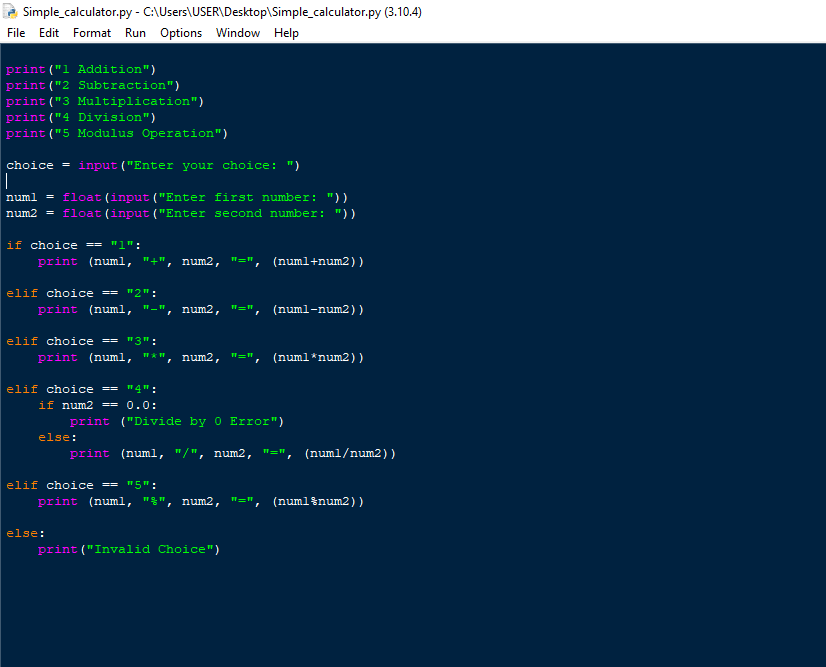 Simple_calculator.py - C:\Users\USER\Desktop\Simple_calculator.py (3.10.4)
File Edit Format Run Options Window Help
print("1 Addition")
print("2 Subtraction")
print("3 Multiplication")
print("4 Division")
print("5 Modulus Operation")
choice = input("Enter your choice: ")
num1 = float(input("Enter first number: "))
num2 = float(input("Enter second number: "))
if choice == "1":
    print (num1, "+", num2, "=", (num1+num2))
elif choice == "2":
    print (num1, "-", num2, "=", (num1-num2))
elif choice == "3":
    print (num1, "*", num2, "=", (num1*num2))
elif choice == "4":
    if num2 == 0.0:
        print ("Divide by 0 Error")
    else:
        print (num1, "/", num2, "=", (num1/num2))
elif choice == "5":
    print (num1, "%", num2, "=", (num1%num2))
else:
    print("Invalid Choice")